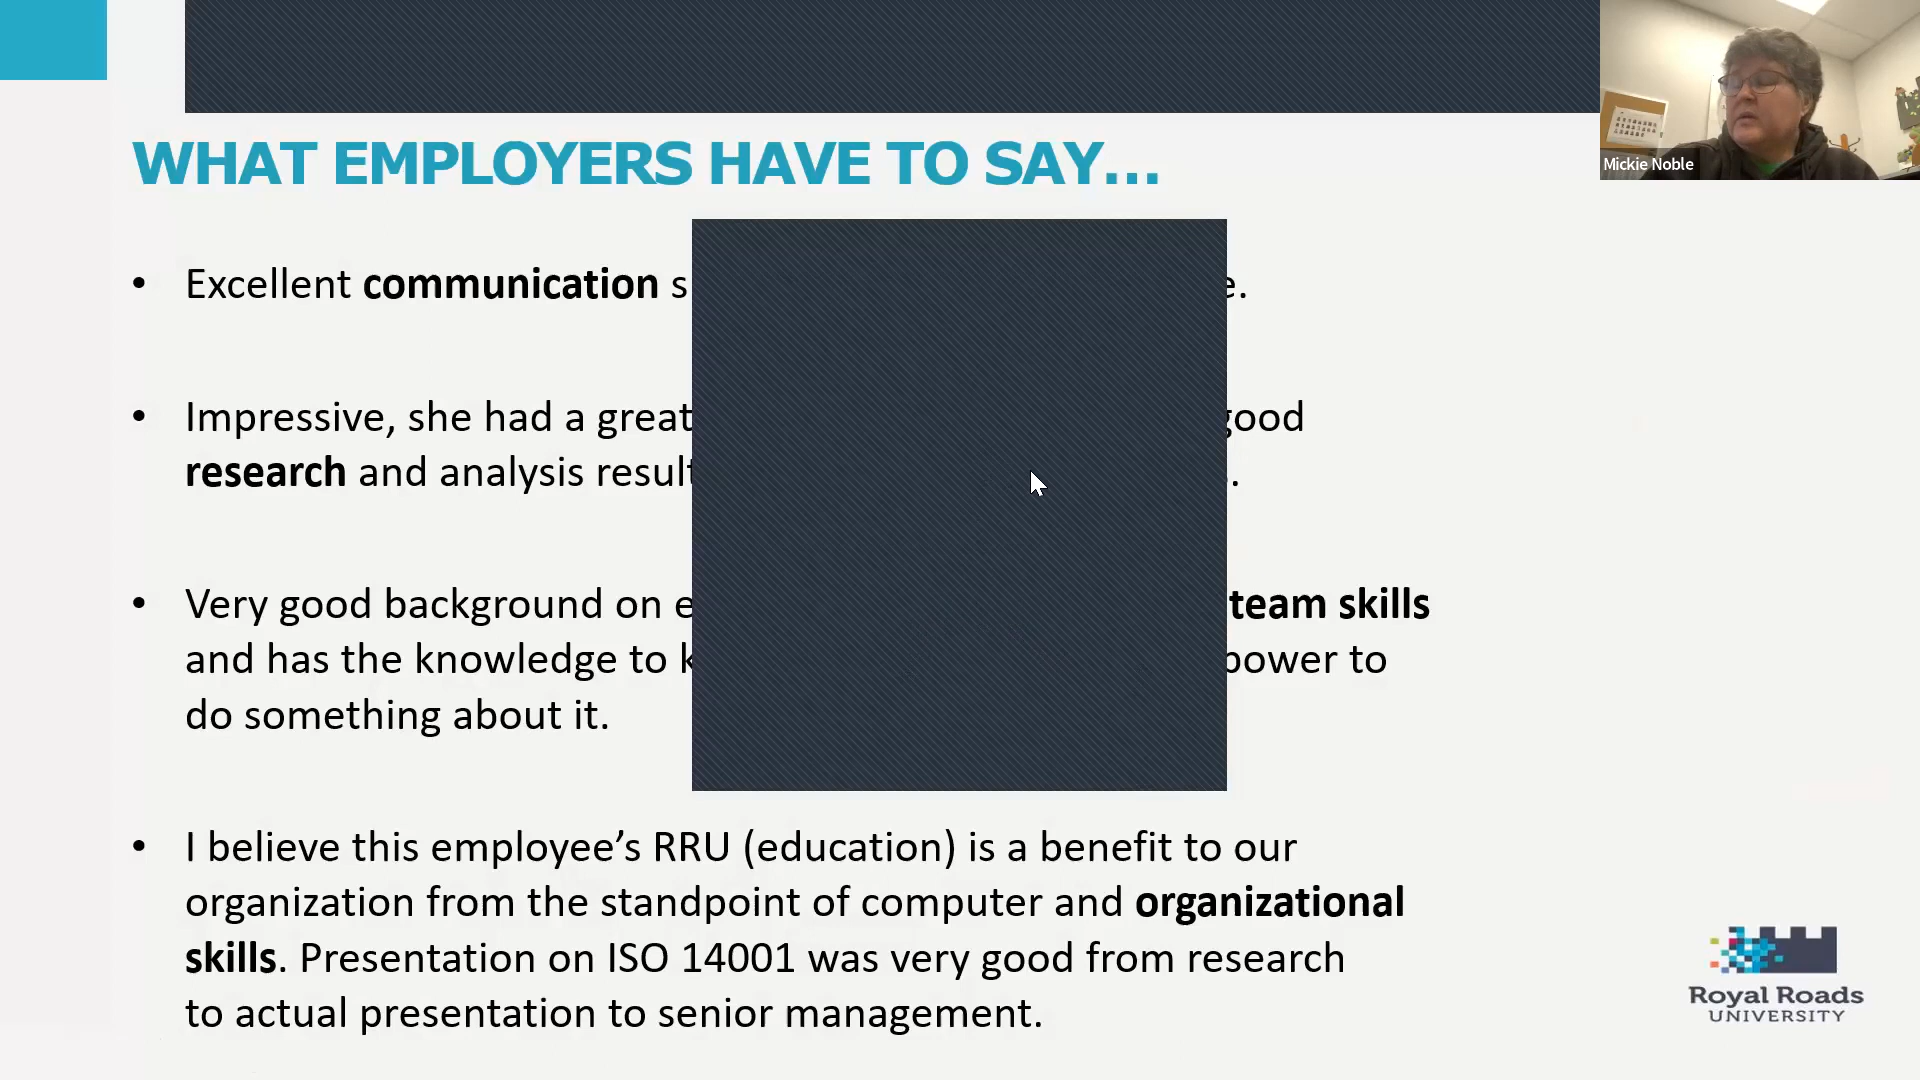 WHAT EMPLOYERS HAVE TO SAY...
Mickie Noble
• Excellent communication
• Impressive, she had a great good
research and analysis
• Very good background on team skills
and has the knowledge to power to
do something about it.
• I believe this employee’s RRU (education) is a benefit to our
organization from the standpoint of computer and organizational
skills. Presentation on ISO 14001 was very good from research
to actual presentation to senior management.
Royal Roads
UNIVERSITY